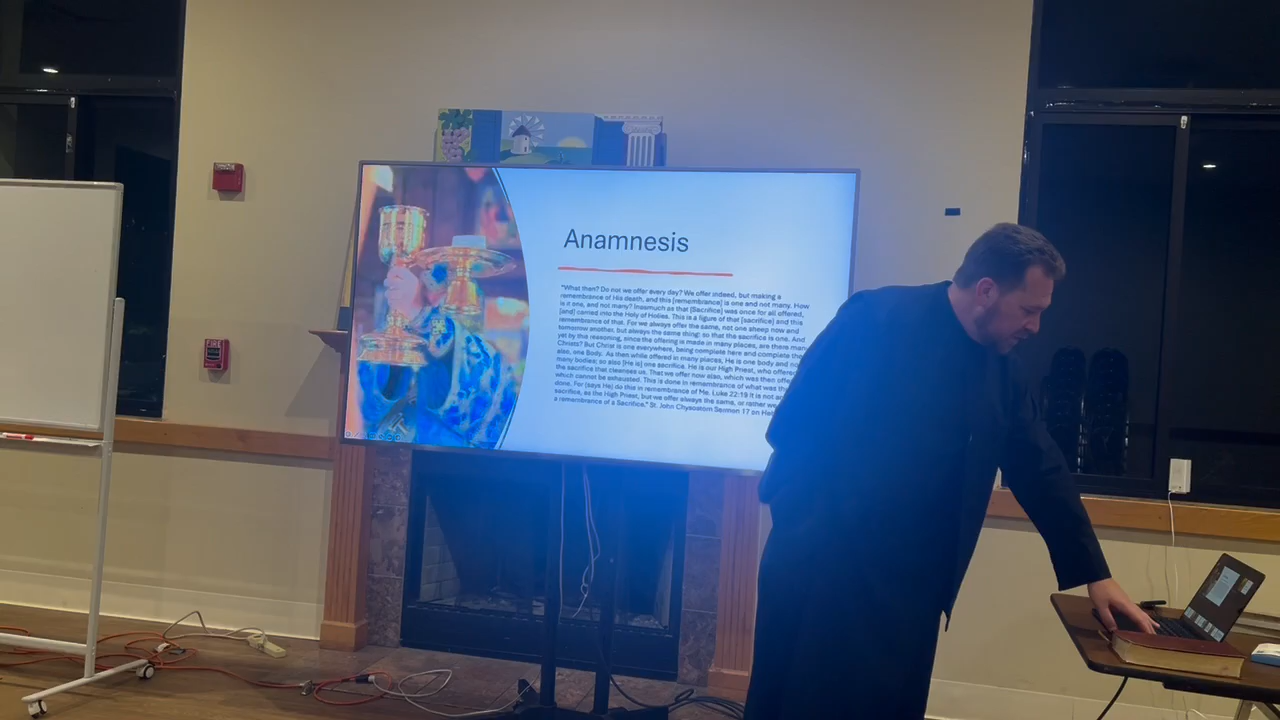 FIRE
Anamnesis
"What then? Do not we offer every day? We offer indeed, but making a
remembrance of His death, and this [remembrance] is one and not many. How
is it one, and not many? Inasmuch as that [Sacrifice] was once for all offered,
[and] carried into the Holy of Holies. This is a figure of that [sacrifice] and this
remembrance of that. For we always offer the same, not one sheep now and
tomorrow another, but always the same thing: so that the sacrifice is one. And
yet by this reasoning, since the offering is made in many places, are there many
Christs? But Christ is one everywhere, being complete here and complete
also, one Body. As then while offered in many places, He is one body and
many bodies; so also [He is] one sacrifice. He is our High Priest, who offered
the sacrifice that cleanses us. That we offer now also, which was then
which cannot be exhausted. This is done in remembrance of what was
done. For (says He) do this in remembrance of Me. Luke 22:19 It is not
sacrifice, as the High Priest, but we offer always the same, or rather we
a remembrance of a Sacrifice." St. John Chysostom Sermon 17 on